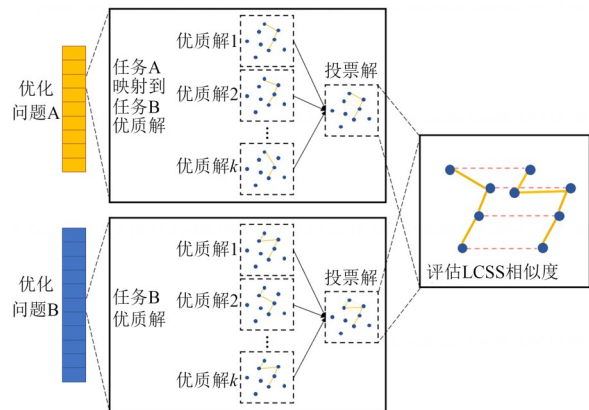 优化
问题A
任务A
映射到
任务B
优质解
优质解1
优质解2
⋮
优质解k
投票解
优化
问题B
任务B
优质解
优质解1
优质解2
⋮
优质解k
投票解
评估LCSS相似度